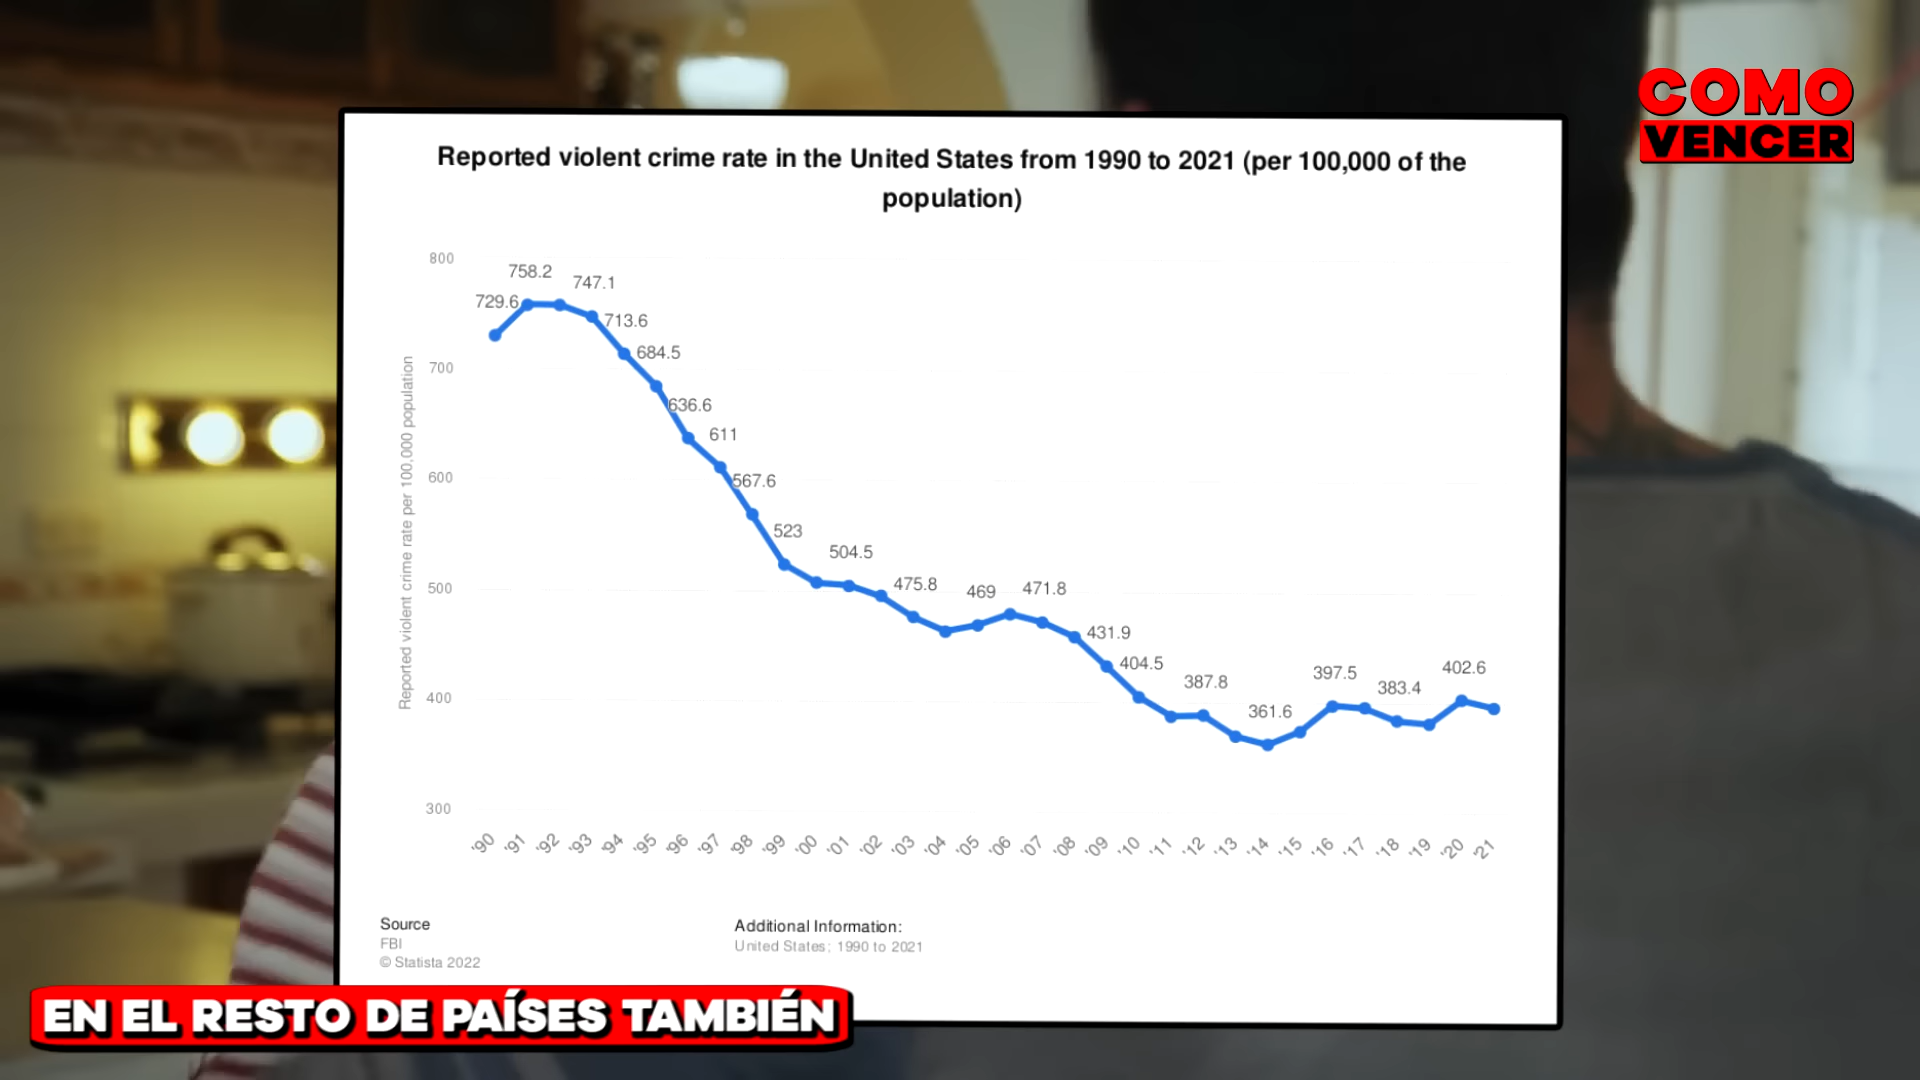 COMO
VENCER
Reported violent crime rate in the United States from 1990 to 2021 (per 100,000 of the
population)
Reported violent crime rate per 100,000 population
800
700
600
500
400
300
729.6
758.2
747.1
713.6
684.5
636.6
611
567.6
523
504.5
475.8
469
471.8
431.9
404.5
387.8
361.6
397.5
383.4
402.6
'90 '91 '92 '93 '94 '95 '96 '97 '98 '99 '00 '01 '02 '03 '04 '05 '06 '07 '08 '09 '10 '11 '12 '13 '14 '15 '16 '17 '18 '19 '20 '21
Source
FBI
© Statista 2022
Additional Information:
United States; 1990 to 2021
EN EL RESTO DE PAÍSES TAMBIÉN